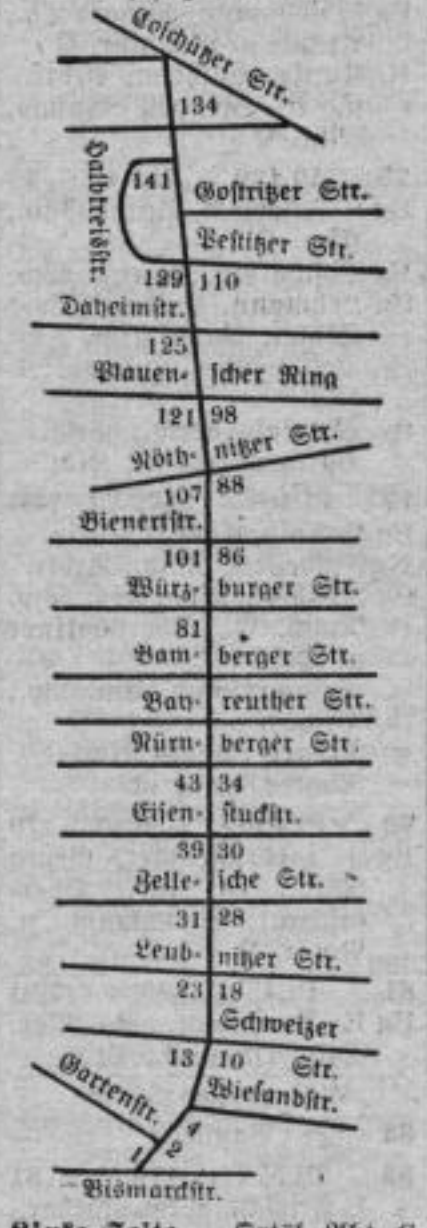 Coschützer Str.
134
Halbkreisstr.
141
Gostritzer Str.
Pestitzer Str.
129 110
Daheimstr.
125
Plauen- scher Ring
121 98
Nöth- nitzer Str.
107 88
Bienertstr.
101 86
Würz- burger Str.
81
Bam- berger Str.
Bay- reuther Str.
Nürn- berger Str.
43 34
Eisen- stuckstr.
39 30
Zelle- sche Str.
31 28
Leub- nitzer Str.
23 18
Schweizer
13 10 Str.
Gartenstr.
Wielandstr.
4
1 2
Bismarckstr.